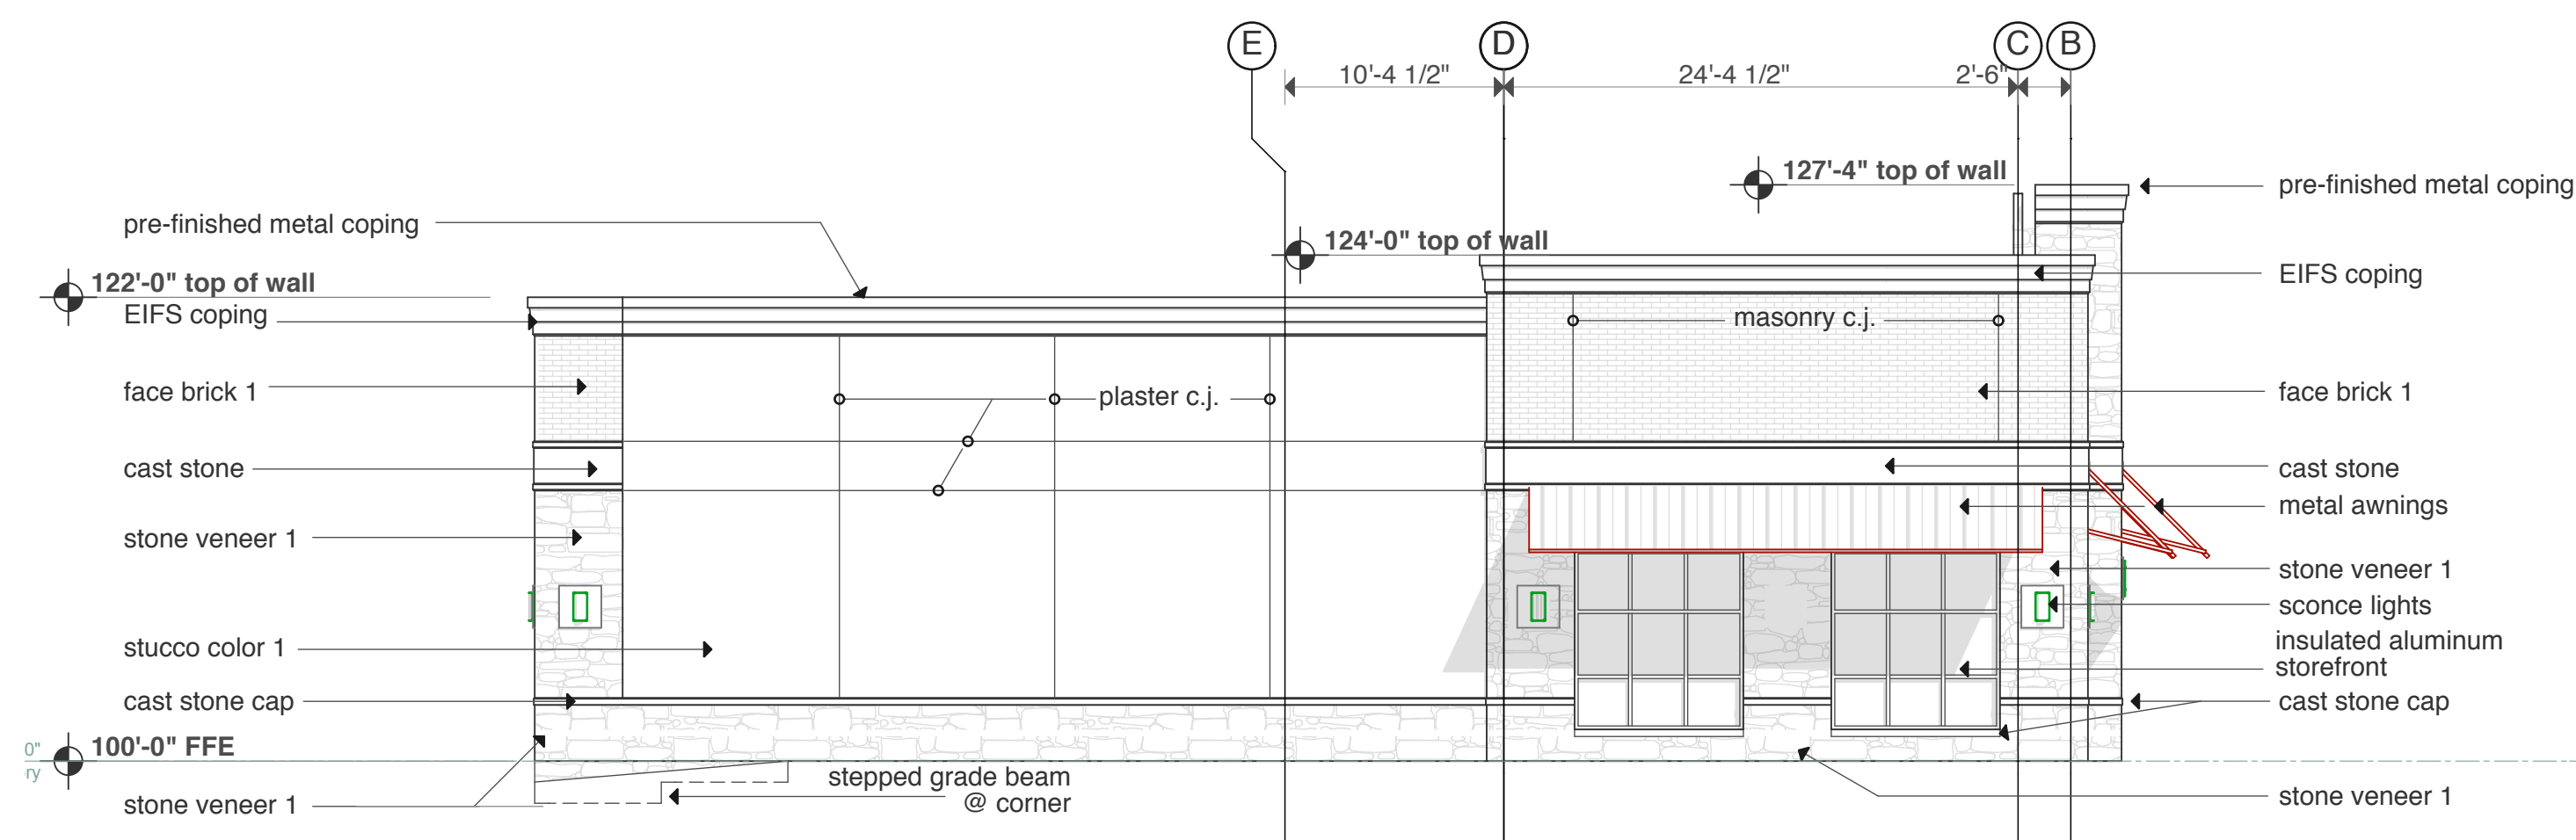 E
D
C
B
10'-4 1/2"
24'-4 1/2"
2'-6"
127'-4" top of wall
pre-finished metal coping
pre-finished metal coping
124'-0" top of wall
122'-0" top of wall
EIFS coping
EIFS coping
masonry c.j.
face brick 1
plaster c.j.
face brick 1
cast stone
cast stone
metal awnings
stone veneer 1
stone veneer 1
sconce lights
insulated aluminum
storefront
stucco color 1
cast stone cap
cast stone cap
0"
ry
100'-0" FFE
stepped grade beam
@ corner
stone veneer 1
stone veneer 1